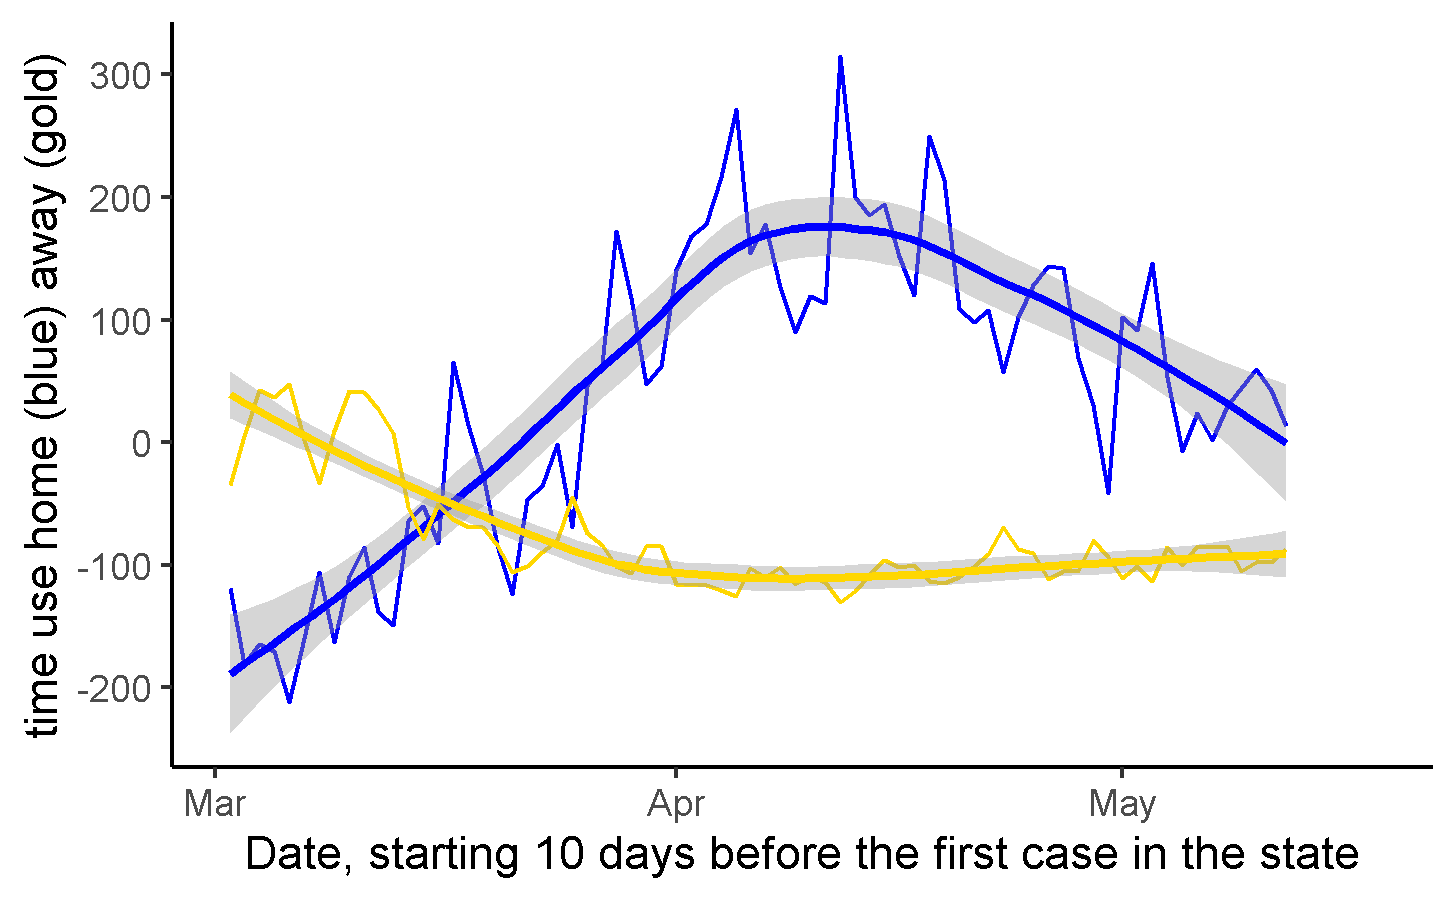 time use home (blue) away (gold)
300
200
100
0
-100
-200
Mar
Apr
May
Date, starting 10 days before the first case in the state